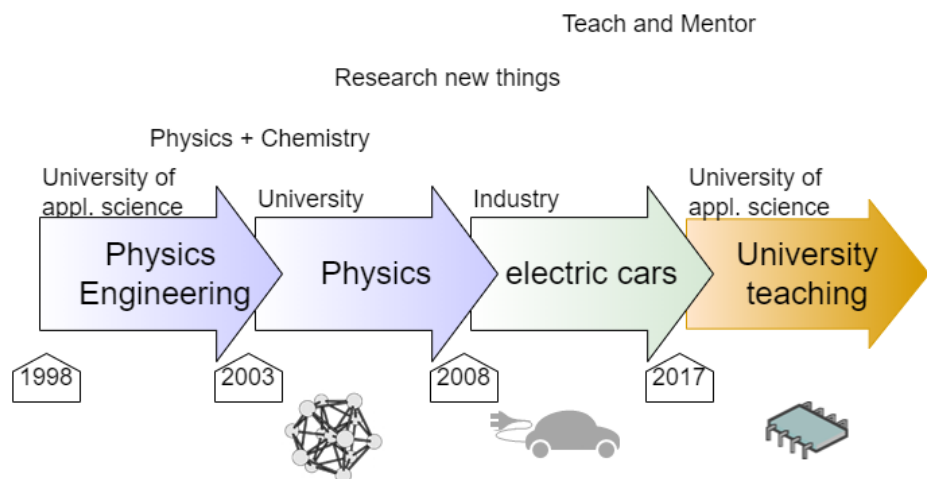 Teach and Mentor
Research new things
Physics + Chemistry
University of
appl. science
University
Industry
University of
appl. science
Physics
Engineering
Physics
electric cars
University
teaching
1998
2003
2008
2017